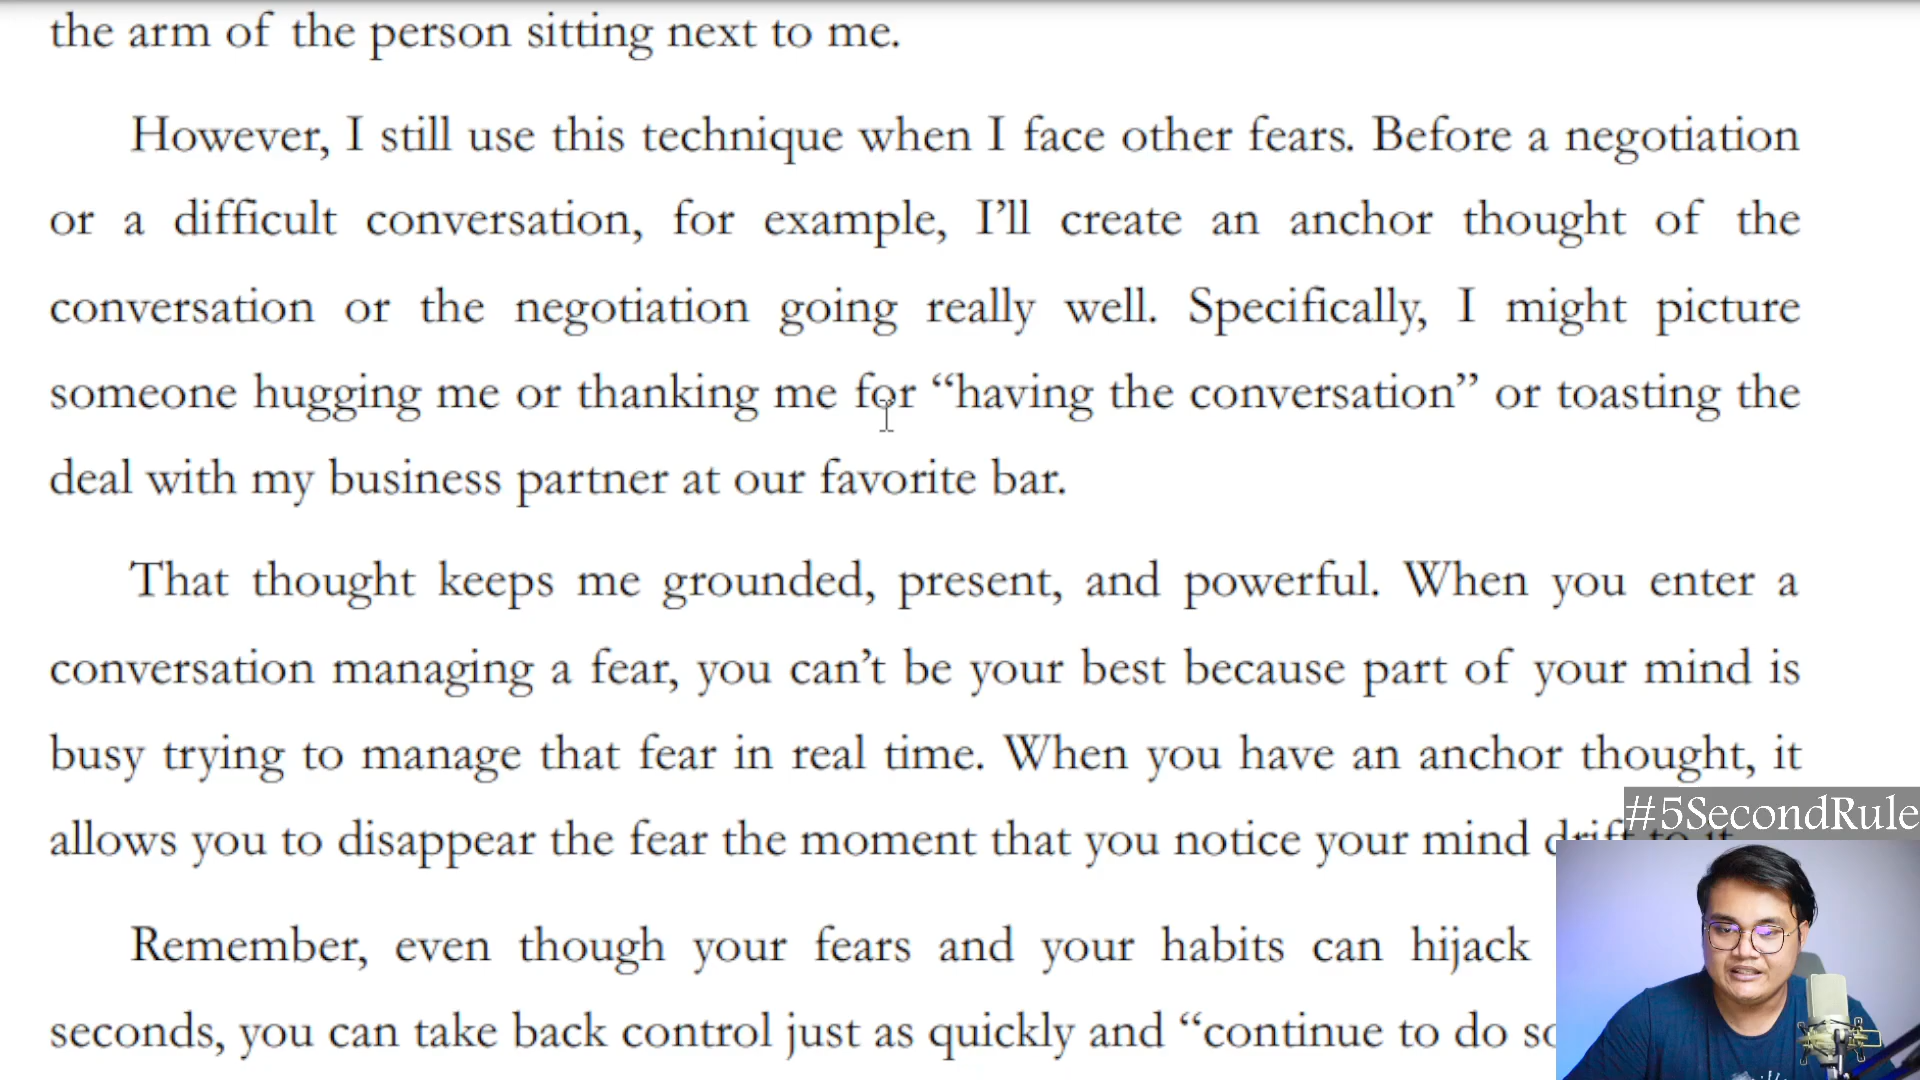 the arm of the person sitting next to me.
However, I still use this technique when I face other fears. Before a negotiation
or a difficult conversation, for example, I’ll create an anchor thought of the
conversation or the negotiation going really well. Specifically, I might picture
someone hugging me or thanking me for “having the conversation” or toasting the
deal with my business partner at our favorite bar.
That thought keeps me grounded, present, and powerful. When you enter a
conversation managing a fear, you can’t be your best because part of your mind is
busy trying to manage that fear in real time. When you have an anchor thought, it
#5SecondRule
allows you to disappear the fear the moment that you notice your mind drift to it.
Remember, even though your fears and your habits can hijack
seconds, you can take back control just as quickly and “continue to do